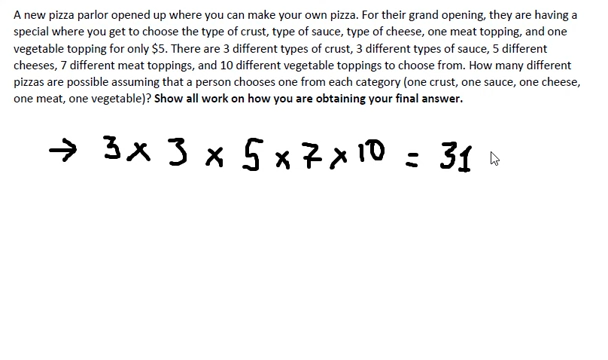 A new pizza parlor opened up where you can make your own pizza. For their grand opening, they are having a
special where you get to choose the type of crust, type of sauce, type of cheese, one meat topping, and one
vegetable topping for only $5. There are 3 different types of crust, 3 different types of sauce, 5 different
cheeses, 7 different meat toppings, and 10 different vegetable toppings to choose from. How many different
pizzas are possible assuming that a person chooses one from each category (one crust, one sauce, one cheese,
one meat, one vegetable)? Show all work on how you are obtaining your final answer.
→ 3 × 3 × 5 × 7 × 10 = 31